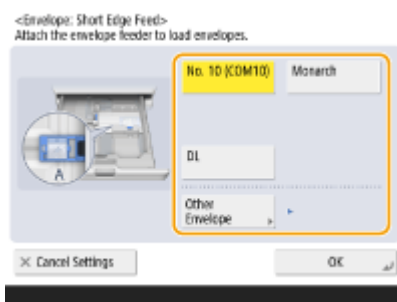 <Envelope: Short Edge Feed>
Attach the envelope feeder to load envelopes.
No. 10 (COM10)
Monarch
A
DL
Other
Envelope
× Cancel Settings
OK